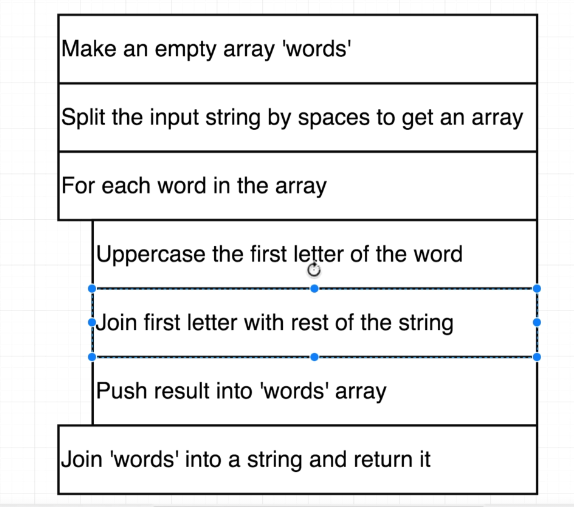 Make an empty array 'words'
Split the input string by spaces to get an array
For each word in the array
Uppercase the first letter of the word
Join first letter with rest of the string
Push result into 'words' array
Join 'words' into a string and return it